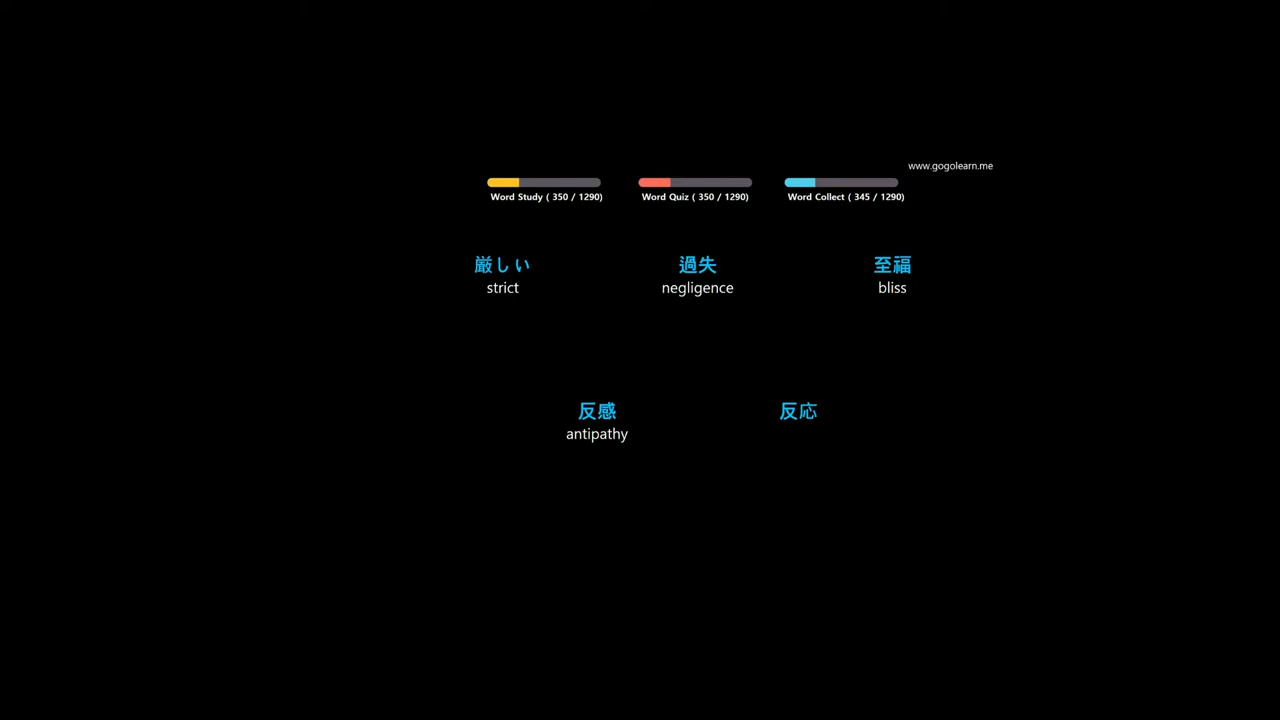 www.gogolearn.me
Word Study ( 350 / 1290)
Word Quiz ( 350 / 1290)
Word Collect ( 345 / 1290)
厳しい
strict
過失
negligence
至福
bliss
反感
antipathy
反応